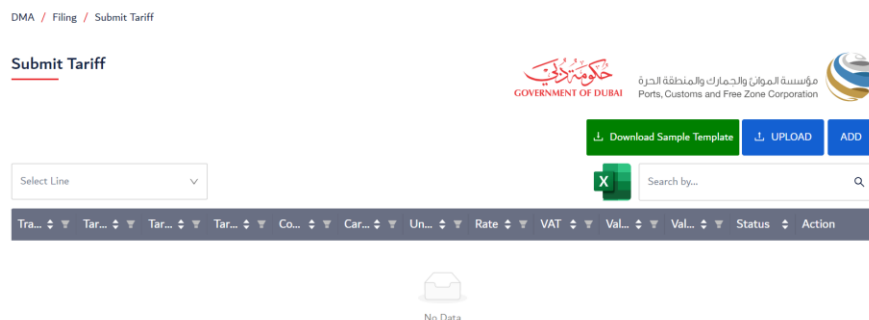 DMA / Filing / Submit Tariff
Submit Tariff
حكومة دبي
GOVERNMENT OF DUBAI
مؤسسة الموانئ والجمارك والمنطقة الحرة
Ports, Customs and Free Zone Corporation
Download Sample Template
UPLOAD
ADD
Select Line
X
Search by...
Tra... Tar... Tar... Tar... Co... Car... Un... Rate VAT Val... Val... Status Action
No Data